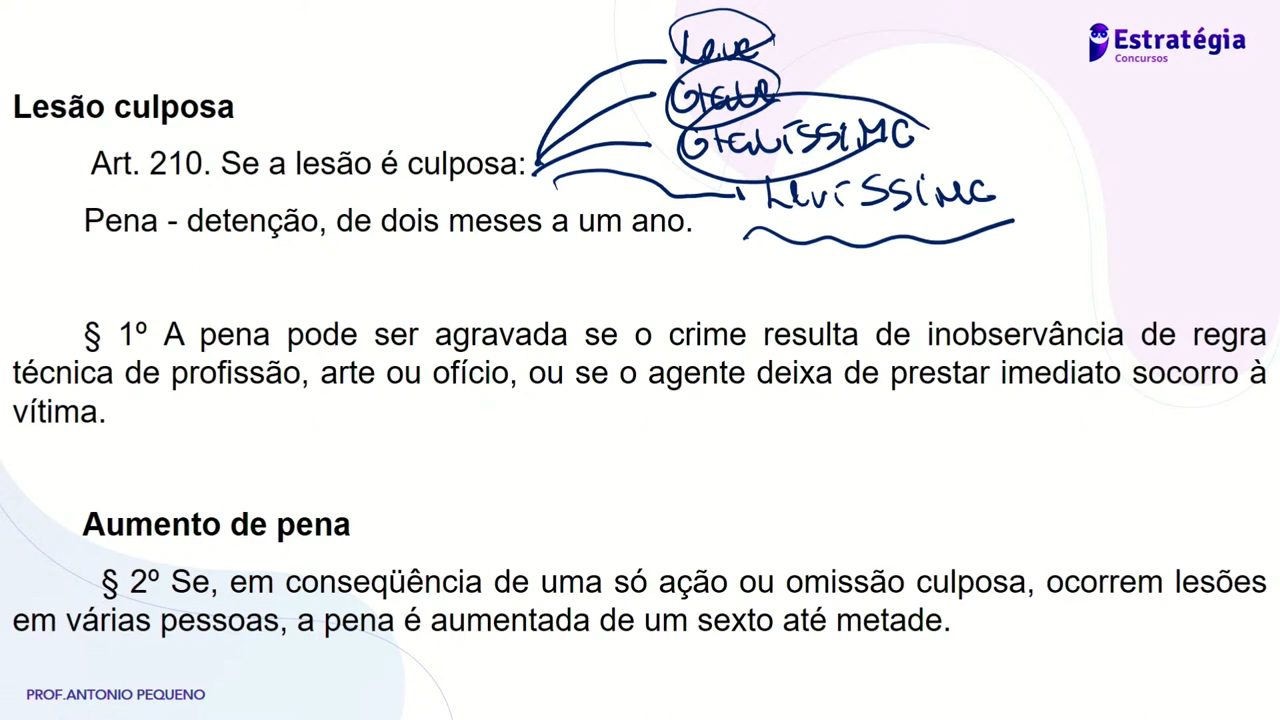 Leve
Estratégia
Concursos
Grave
Lesão culposa
Gravíssima
Art. 210. Se a lesão é culposa:
Levíssima
Pena - detenção, de dois meses a um ano.
§ 1º A pena pode ser agravada se o crime resulta de inobservância de regra
técnica de profissão, arte ou ofício, ou se o agente deixa de prestar imediato socorro à
vítima.
Aumento de pena
§ 2º Se, em conseqüência de uma só ação ou omissão culposa, ocorrem lesões
em várias pessoas, a pena é aumentada de um sexto até metade.
PROF.ANTONIO PEQUENO